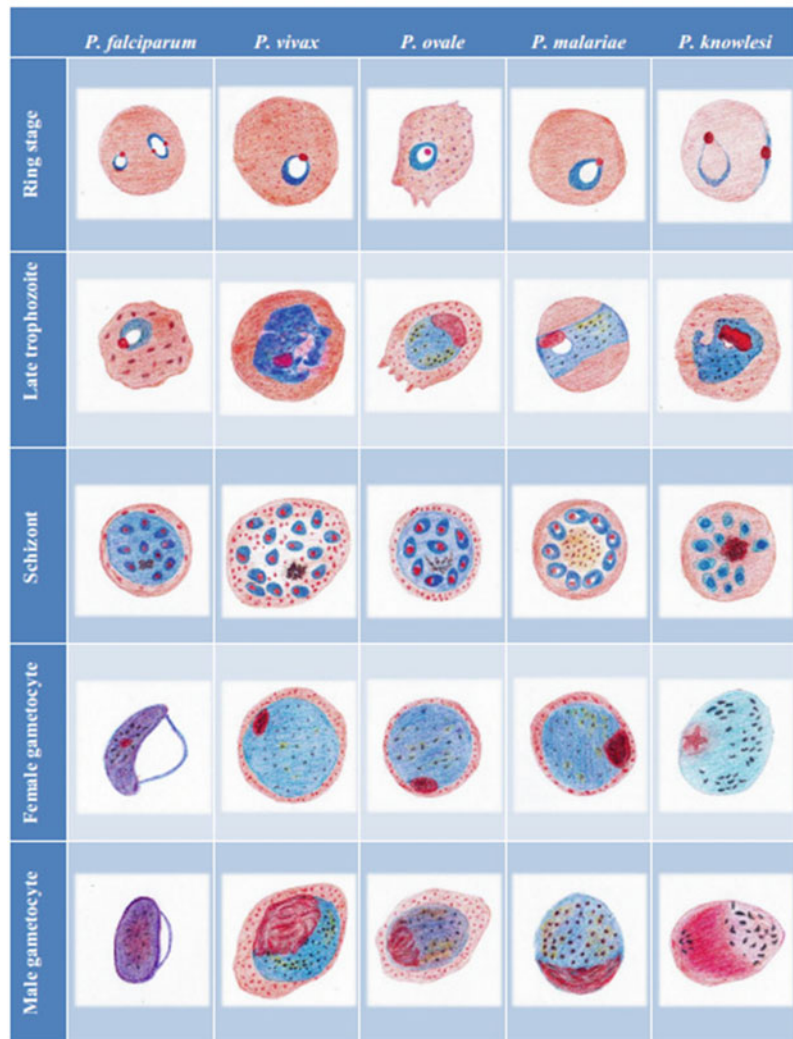 P. falciparum P. vivax P. ovale P. malariae P. knowlesi
Ring stage
Late trophozoite
Schizont
Female gametocyte
Male gametocyte